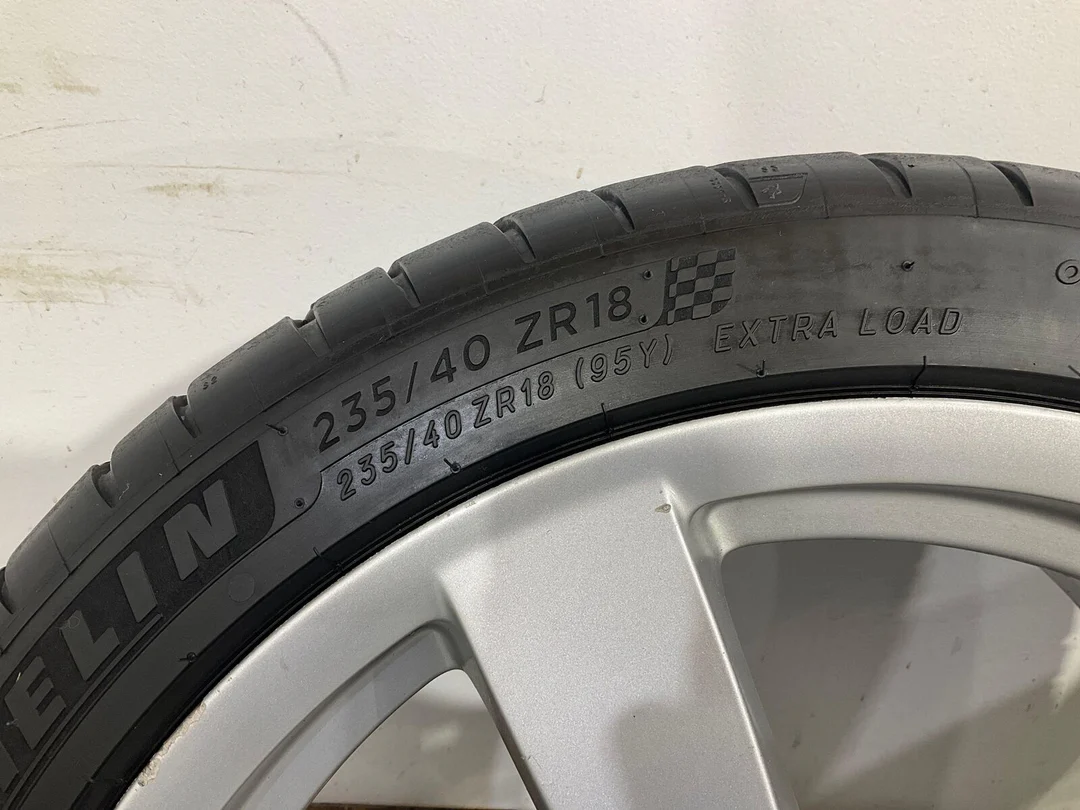 ELIN
235/40 ZR18
235/40 ZR18 (95Y) EXTRA LOAD